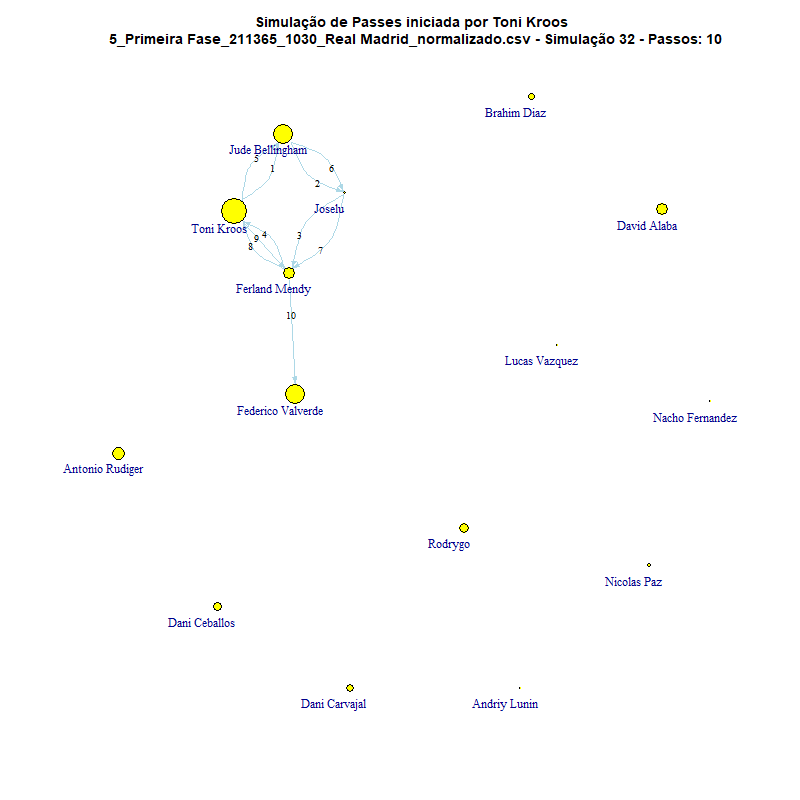 Simulação de Passes iniciada por Toni Kroos
5_Primeira Fase_211365_1030_Real Madrid_normalizado.csv - Simulação 32 - Passos: 10
Brahim Diaz
Jude Bellingham
5
1
6
2
Joselu
David Alaba
Toni Kroos
4
9
3
8
7
Ferland Mendy
10
Lucas Vazquez
Federico Valverde
Nacho Fernandez
Antonio Rudiger
Rodrygo
Nicolas Paz
Dani Ceballos
Dani Carvajal
Andriy Lunin